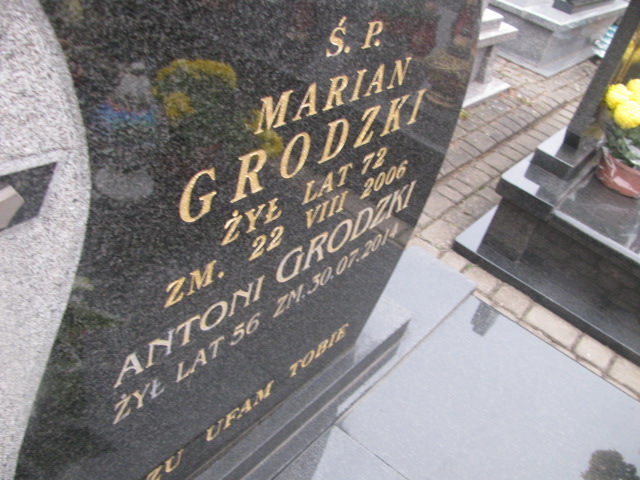 Ś. P.
MARIAN
GRODZKI
ŻYŁ LAT 72
ZM. 22 VIII 2006
ANTONI GRODZKI
ŻYŁ LAT 56 ZM.30.07.2014
ZU UFAM TOBIE